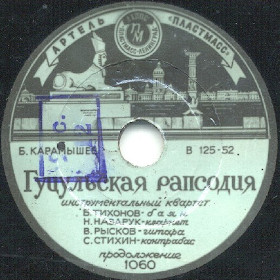 АРТЕЛЬ "ПЛАСТМАСС"
Б. КАРАМЫШЕВ В 125-52
Гуцульская рапсодия
инструментальный квартет
Б. ТИХОНОВ - баян
Н. НАЗАРУК - кларнет
В. РЫСКОВ - гитара
С. СТИХИН - контрабас
продолжение
1060